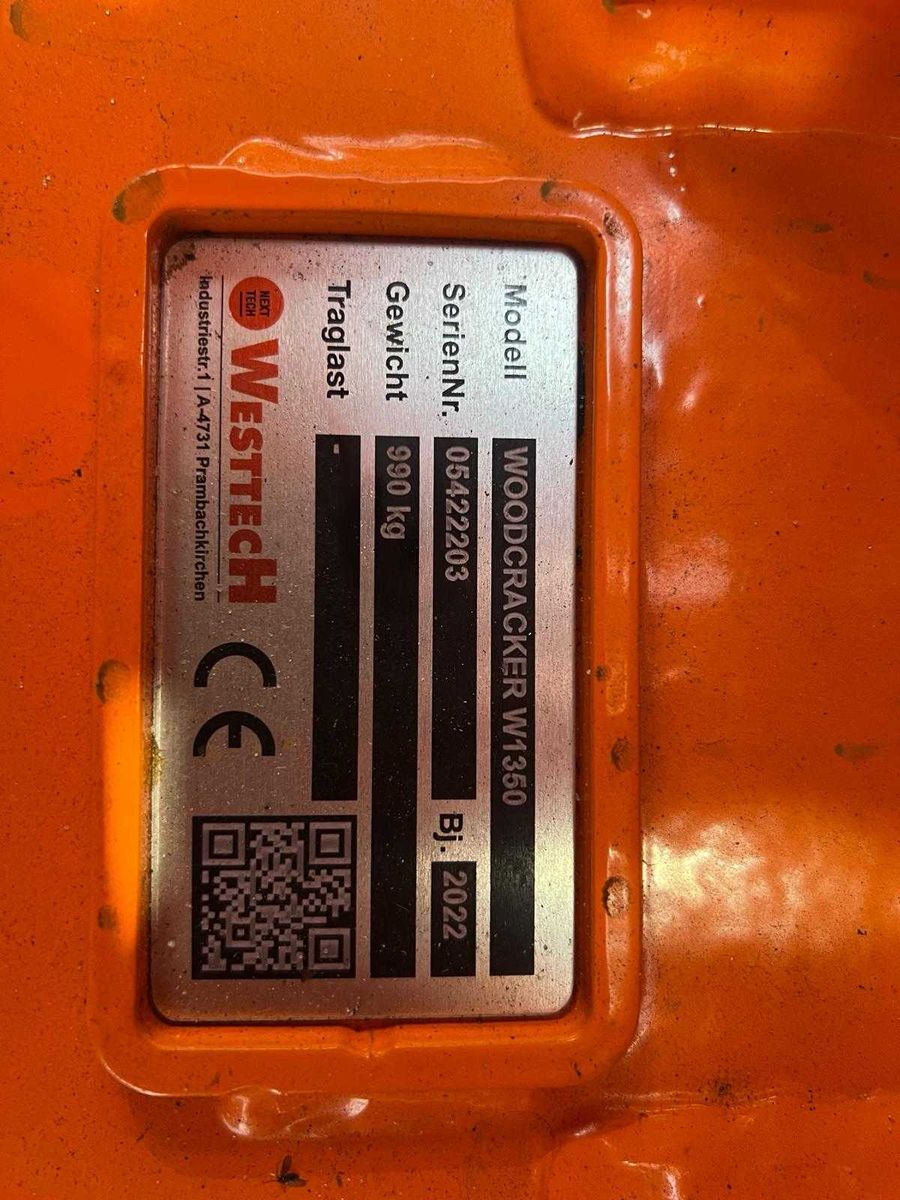 Modell WOODCRACKER W1350
SerienNr. 05422203 Bj. 2022
Gewicht 990 kg
Traglast -
NEXT
TECH
WESTTECH
Industriestr.1 | A-4731 Prambachkirchen
CE